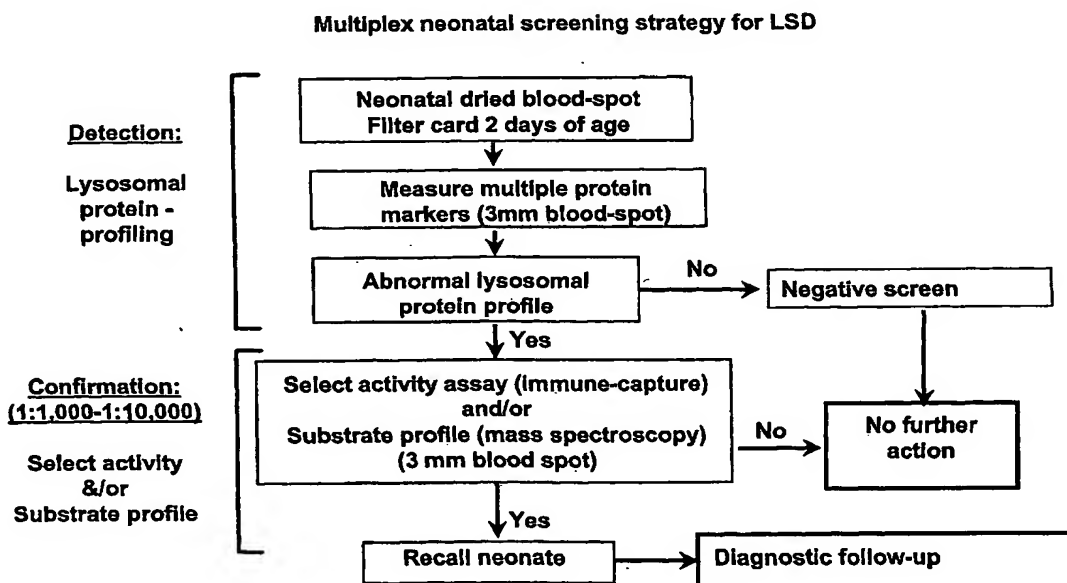 Multiplex neonatal screening strategy for LSD
Detection:
Lysosomal
protein -
profiling
Neonatal dried blood-spot
Filter card 2 days of age
Measure multiple protein
markers (3mm blood-spot)
Abnormal lysosomal
protein profile
No
Negative screen
Yes
Confirmation:
(1:1,000-1:10,000)
Select activity
&/or
Substrate profile
Select activity assay (immune-capture)
and/or
Substrate profile (mass spectroscopy)
(3 mm blood spot)
No
No further
action
Yes
Recall neonate
Diagnostic follow-up